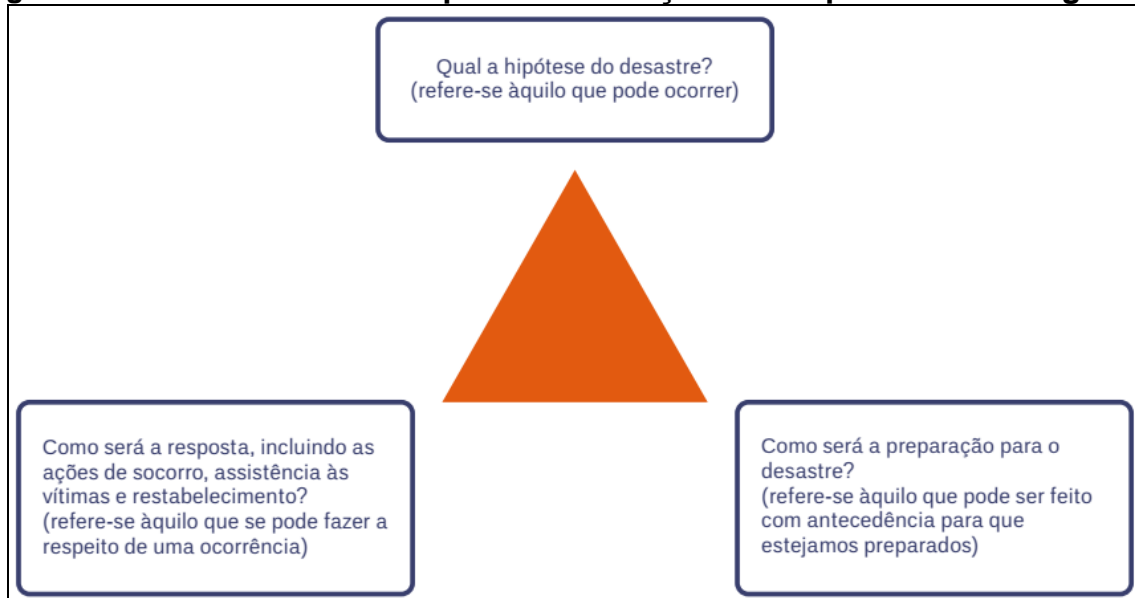 Qual a hipótese do desastre?
(refere-se àquilo que pode ocorrer)
Como será a resposta, incluindo as
ações de socorro, assistência às
vítimas e restabelecimento?
(refere-se àquilo que se pode fazer a
respeito de uma ocorrência)
Como será a preparação para o
desastre?
(refere-se àquilo que pode ser feito
com antecedência para que
estejamos preparados)